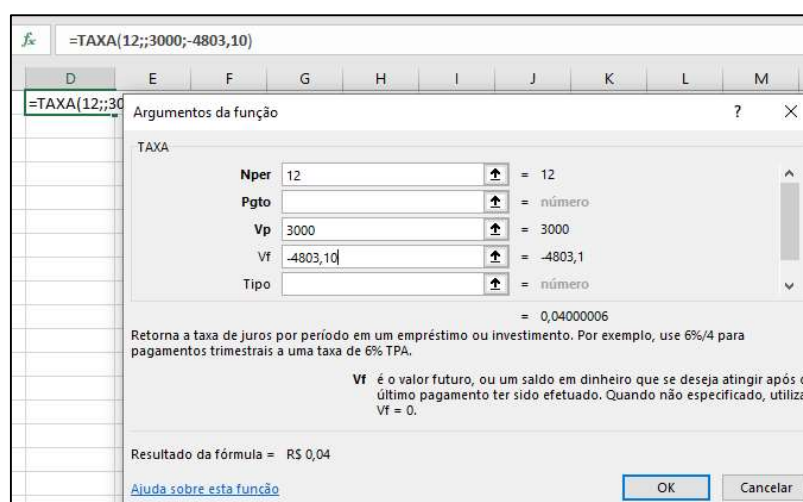 fx =TAXA(12;;3000;-4803,10)
D E F G H I J K L M
=TAXA(12;;30
Argumentos da função ? ×
TAXA
Nper 12 = 12
Pgto = número
Vp 3000 = 3000
Vf -4803,10 = -4803,1
Tipo = número
= 0,04000006
Retorna a taxa de juros por período em um empréstimo ou investimento. Por exemplo, use 6%/4 para
pagamentos trimestrais a uma taxa de 6% TPA.
Vf é o valor futuro, ou um saldo em dinheiro que se deseja atingir após o
último pagamento ter sido efetuado. Quando não especificado, utiliza
Vf = 0.
Resultado da fórmula = R$ 0,04
Ajuda sobre esta função OK Cancelar